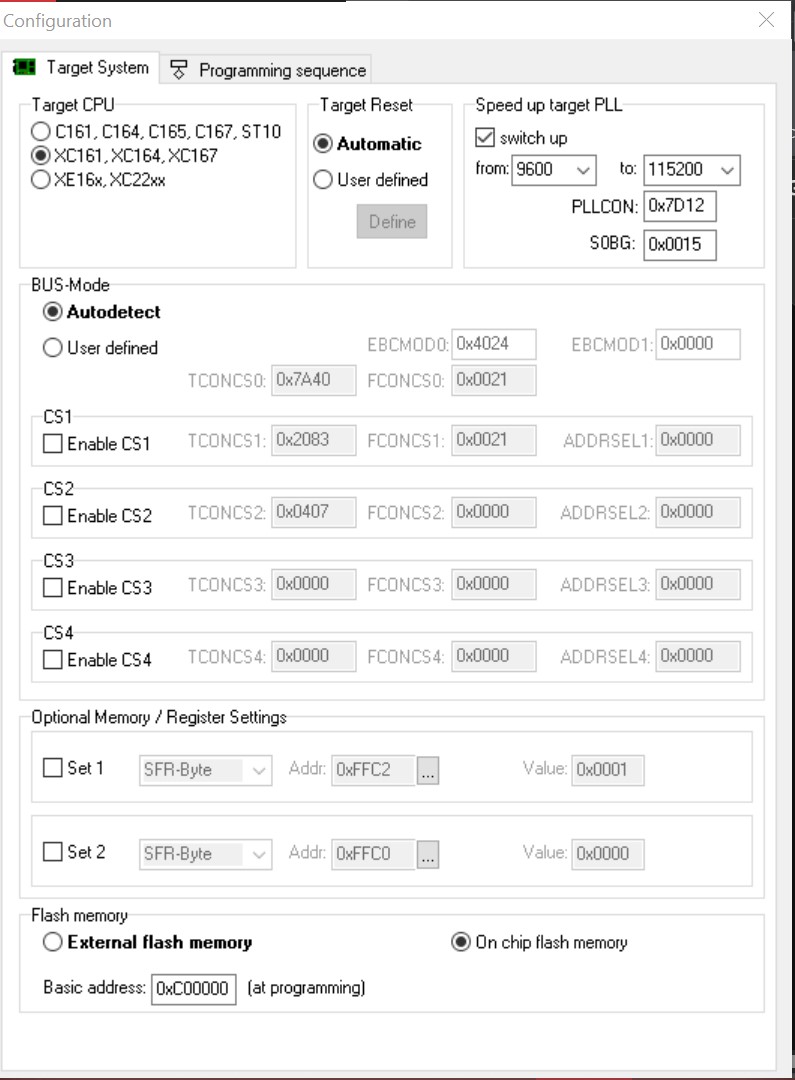 Configuration
Target System Programming sequence
Target CPU
C161, C164, C165, C167, ST10
XC161, XC164, XC167
XE16x, XC22xx
Target Reset
Automatic
User defined
Define
Speed up target PLL
switch up
from: 9600 to: 115200
PLLCON: 0x7D12
S0BG: 0x0015
BUS-Mode
Autodetect
User defined EBCMOD0: 0x4024 EBCMOD1: 0x0000
TCONCS0: 0x7A40 FCONCS0: 0x0021
CS1
Enable CS1 TCONCS1: 0x2083 FCONCS1: 0x0021 ADDRSEL1: 0x0000
CS2
Enable CS2 TCONCS2: 0x0407 FCONCS2: 0x0000 ADDRSEL2: 0x0000
CS3
Enable CS3 TCONCS3: 0x0000 FCONCS3: 0x0000 ADDRSEL3: 0x0000
CS4
Enable CS4 TCONCS4: 0x0000 FCONCS4: 0x0000 ADDRSEL4: 0x0000
Optional Memory / Register Settings
Set 1 SFR-Byte Addr: 0xFFC2 ... Value: 0x0001
Set 2 SFR-Byte Addr: 0xFFC0 ... Value: 0x0000
Flash memory
External flash memory On chip flash memory
Basic address: 0xC00000 (at programming)